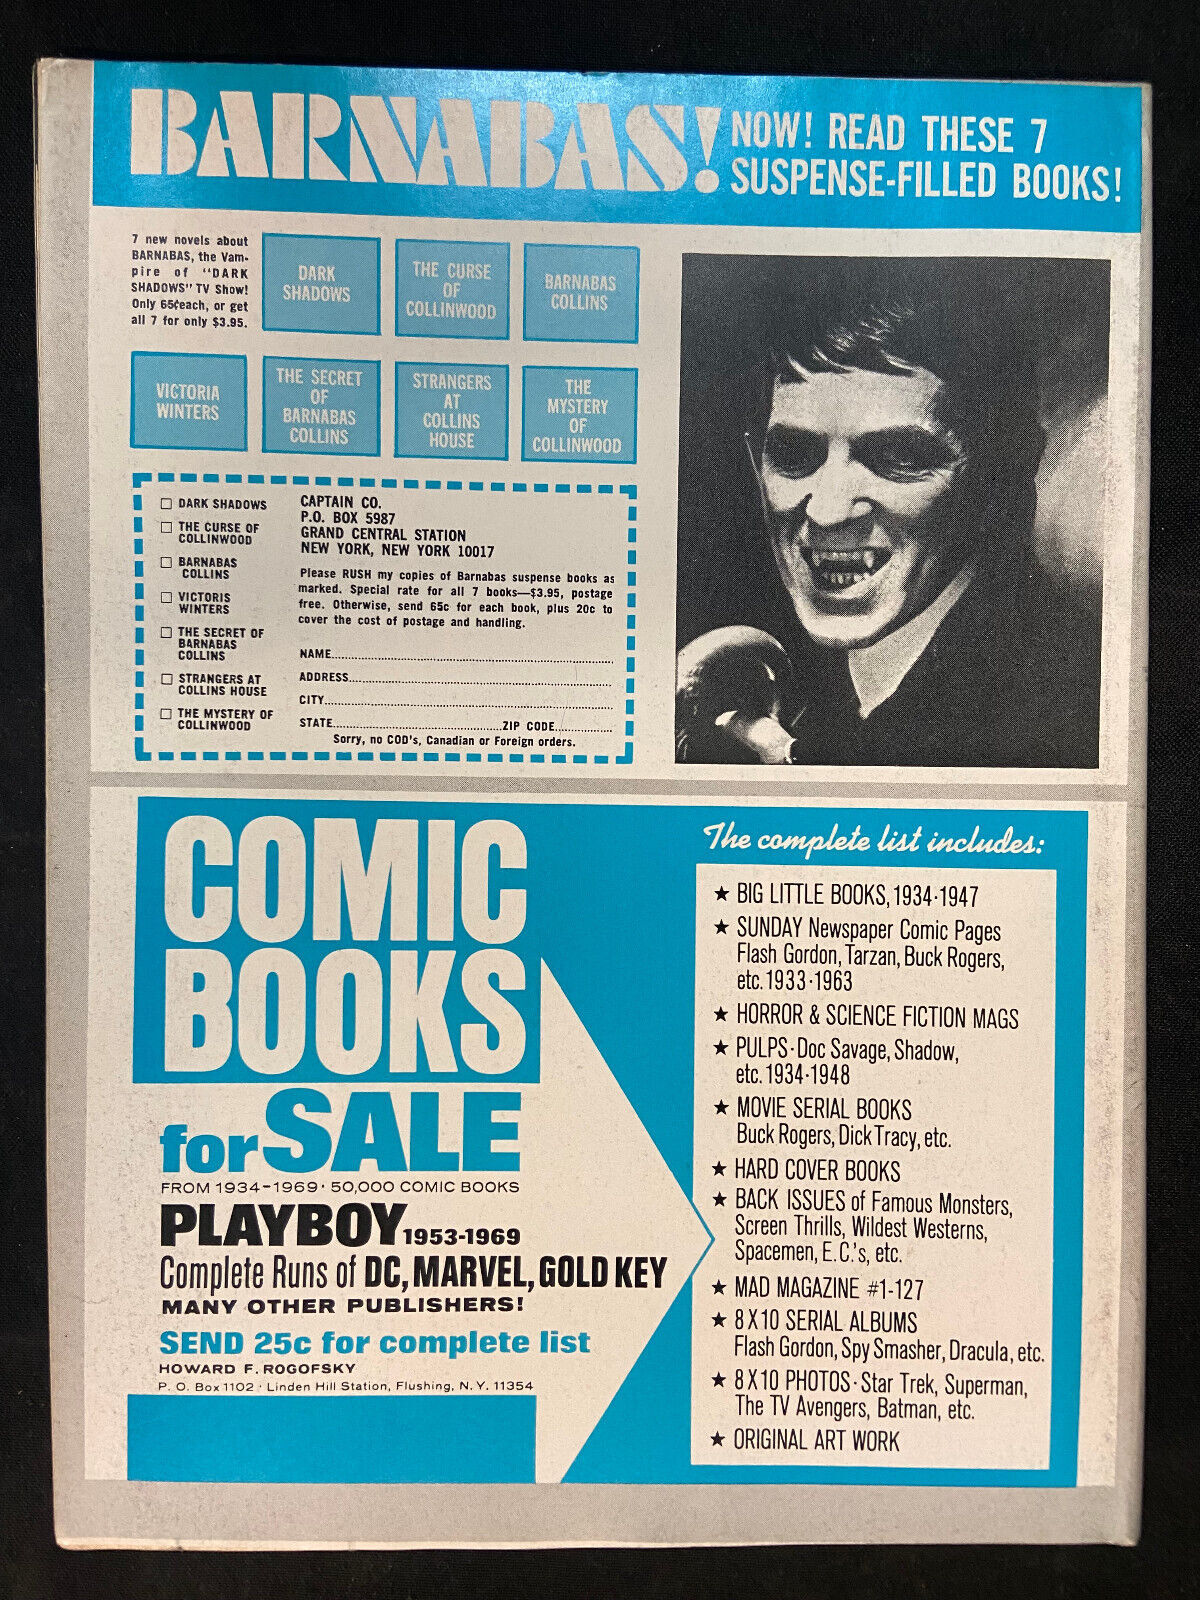 BARNABAS!
NOW! READ THESE 7
SUSPENSE-FILLED BOOKS!
7 new novels about
BARNABAS, the Vam-
pire of "DARK
SHADOWS" TV Show!
Only 65¢each, or get
all 7 for only $3.95.
DARK
SHADOWS
THE CURSE
OF
COLLINWOOD
BARNABAS
COLLINS
VICTORIA
WINTERS
THE SECRET
OF
BARNABAS
COLLINS
STRANGERS
AT
COLLINS
HOUSE
THE
MYSTERY
OF
COLLINWOOD
DARK SHADOWS
THE CURSE OF
COLLINWOOD
BARNABAS
COLLINS
VICTORIS
WINTERS
THE SECRET OF
BARNABAS
COLLINS
STRANGERS AT
COLLINS HOUSE
THE MYSTERY OF
COLLINWOOD
CAPTAIN CO.
P.O. BOX 5987
GRAND CENTRAL STATION
NEW YORK, NEW YORK 10017
Please RUSH my copies of Barnabas suspense books as
marked. Special rate for all 7 books—$3.95, postage
free. Otherwise, send 65c for each book, plus 20c to
cover the cost of postage and handling.
NAME
ADDRESS
CITY
STATE ZIP CODE
Sorry, no COD's, Canadian or Foreign orders.
COMIC
BOOKS
for SALE
FROM 1934-1969 · 50,000 COMIC BOOKS
PLAYBOY 1953-1969
Complete Runs of DC, MARVEL, GOLD KEY
MANY OTHER PUBLISHERS!
SEND 25c for complete list
HOWARD F. ROGOFSKY
P. O. Box 1102 · Linden Hill Station, Flushing, N.Y. 11354
The complete list includes:
★ BIG LITTLE BOOKS, 1934-1947
★ SUNDAY Newspaper Comic Pages
Flash Gordon, Tarzan, Buck Rogers,
etc. 1933-1963
★ HORROR & SCIENCE FICTION MAGS
★ PULPS · Doc Savage, Shadow,
etc. 1934-1948
★ MOVIE SERIAL BOOKS
Buck Rogers, Dick Tracy, etc.
★ HARD COVER BOOKS
★ BACK ISSUES of Famous Monsters,
Screen Thrills, Wildest Westerns,
Spacemen, E.C.'s, etc.
★ MAD MAGAZINE #1-127
★ 8X10 SERIAL ALBUMS
Flash Gordon, Spy Smasher, Dracula, etc.
★ 8X10 PHOTOS · Star Trek, Superman,
The TV Avengers, Batman, etc.
★ ORIGINAL ART WORK